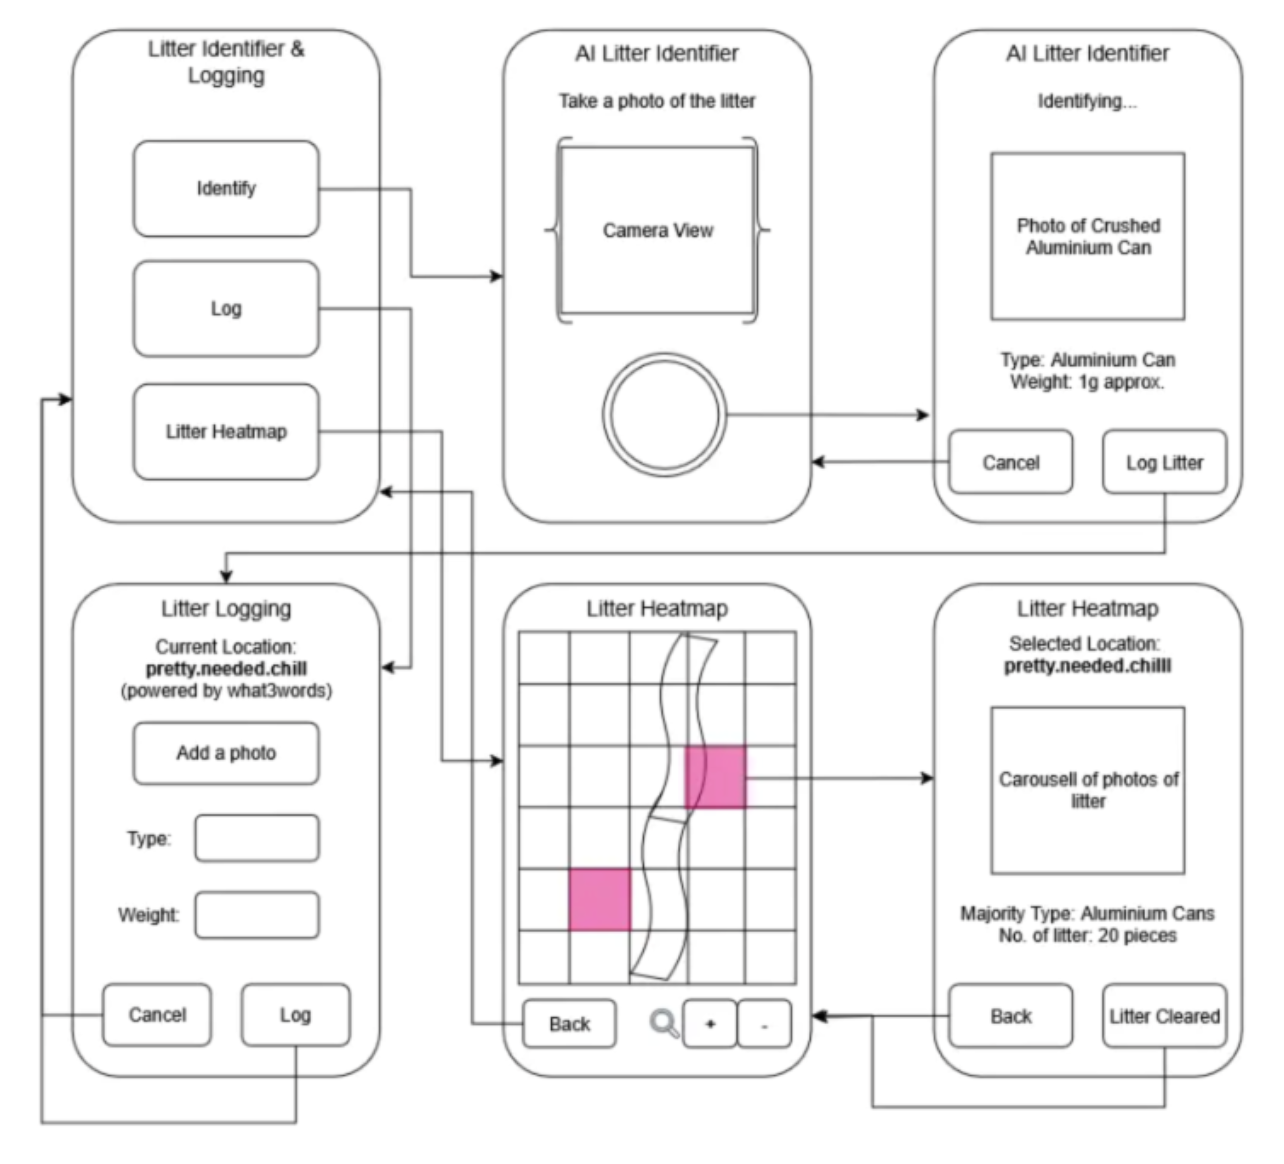 Litter Identifier &
Logging
Identify
Log
Litter Heatmap
AI Litter Identifier
Take a photo of the litter
Camera View
AI Litter Identifier
Identifying...
Photo of Crushed
Aluminium Can
Type: Aluminium Can
Weight: 1g approx.
Cancel
Log Litter
Litter Logging
Current Location:
pretty.needed.chill
(powered by what3words)
Add a photo
Type:
Weight:
Cancel
Log
Litter Heatmap
Back
+
-
Litter Heatmap
Selected Location:
pretty.needed.chilll
Carousell of photos of
litter
Majority Type: Aluminium Cans
No. of litter: 20 pieces
Back
Litter Cleared